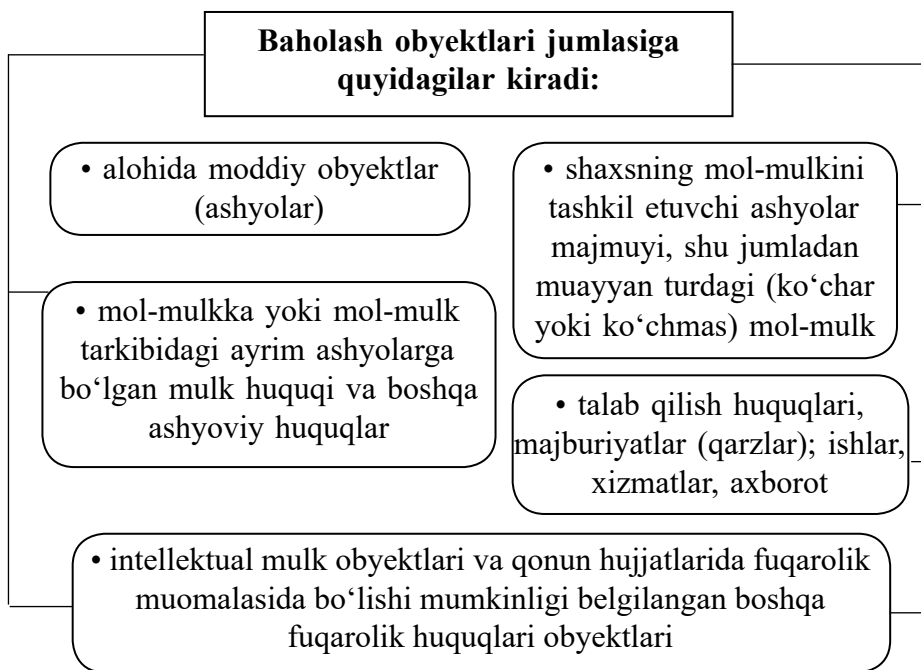 Baholash obyektlari jumlasiga
quyidagilar kiradi:
• alohida moddiy obyektlar
(ashyolar)
• shaxsning mol-mulkini
tashkil etuvchi ashyolar
majmuyi, shu jumladan
muayyan turdagi (ko‘char
yoki ko‘chmas) mol-mulk
• mol-mulkka yoki mol-mulk
tarkibidagi ayrim ashyolarga
bo‘lgan mulk huquqi va boshqa
ashyoviy huquqlar
• talab qilish huquqlari,
majburiyatlar (qarzlar); ishlar,
xizmatlar, axborot
• intellektual mulk obyektlari va qonun hujjatlarida fuqarolik
muomalasida bo‘lishi mumkinligi belgilangan boshqa
fuqarolik huquqlari obyektlari